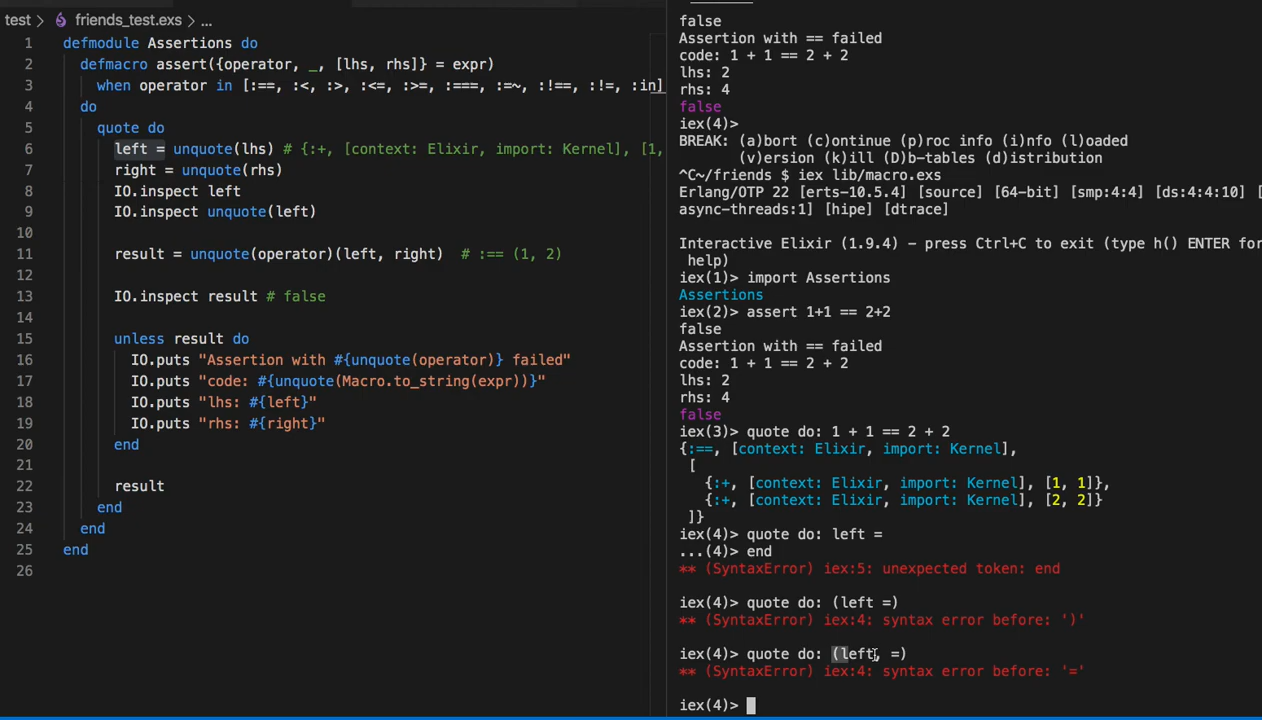 test > friends_test.exs > ...
1 defmodule Assertions do
2 defmacro assert({operator, _, [lhs, rhs]} = expr)
3 when operator in [:==, :<, :>, :<=, :>=, :===, :=~, :!==, :!=, :in]
4 do
5 quote do
6 left = unquote(lhs) # {:+, [context: Elixir, import: Kernel], [1,
7 right = unquote(rhs)
8 IO.inspect left
9 IO.inspect unquote(left)
10
11 result = unquote(operator)(left, right) # :== (1, 2)
12
13 IO.inspect result # false
14
15 unless result do
16 IO.puts "Assertion with #{unquote(operator)} failed"
17 IO.puts "code: #{unquote(Macro.to_string(expr))}"
18 IO.puts "lhs: #{left}"
19 IO.puts "rhs: #{right}"
20 end
21
22 result
23 end
24 end
25 end
26
false
Assertion with == failed
code: 1 + 1 == 2 + 2
lhs: 2
rhs: 4
false
iex(4)>
BREAK: (a)bort (c)ontinue (p)roc info (i)nfo (l)oaded
(v)ersion (k)ill (D)b-tables (d)istribution
^C~/friends $ iex lib/macro.exs
Erlang/OTP 22 [erts-10.5.4] [source] [64-bit] [smp:4:4] [ds:4:4:10] [
async-threads:1] [hipe] [dtrace]
Interactive Elixir (1.9.4) - press Ctrl+C to exit (type h() ENTER for
help)
iex(1)> import Assertions
Assertions
iex(2)> assert 1+1 == 2+2
false
Assertion with == failed
code: 1 + 1 == 2 + 2
lhs: 2
rhs: 4
false
iex(3)> quote do: 1 + 1 == 2 + 2
{:==, [context: Elixir, import: Kernel],
[
{:+, [context: Elixir, import: Kernel], [1, 1]},
{:+, [context: Elixir, import: Kernel], [2, 2]}
]}
iex(4)> quote do: left =
...(4)> end
** (SyntaxError) iex:5: unexpected token: end
iex(4)> quote do: (left =)
** (SyntaxError) iex:4: syntax error before: ')'
iex(4)> quote do: (left, =)
** (SyntaxError) iex:4: syntax error before: '='
iex(4)>